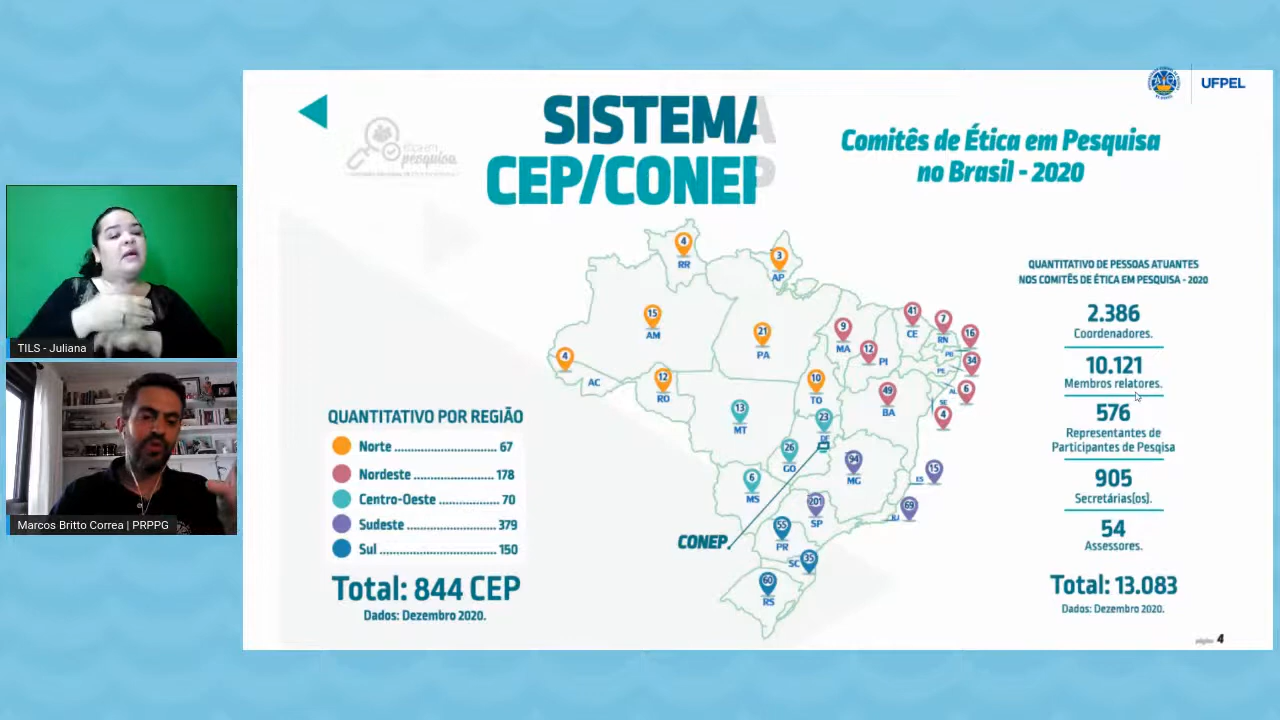 UFPEL
SISTEMA
CEP/CONEP
pesquisa
Comitês de Ética em Pesquisa
no Brasil - 2020
TILS - Juliana
Marcos Britto Correa | PRPPG
QUANTITATIVO POR REGIÃO
Norte 67
Nordeste 178
Centro-Oeste 70
Sudeste 379
Sul 150
Total: 844 CEP
Dados: Dezembro 2020.
4
RR
3
AP
15
AM
21
PA
4
AC
12
RO
10
TO
9
MA
12
PI
41
CE
7
RN
16
PB
34
PE
6
AL
4
SE
49
BA
13
MT
23
DF
26
GO
6
MS
94
MG
15
ES
69
RJ
201
SP
55
PR
35
SC
60
RS
CONEP
QUANTITATIVO DE PESSOAS ATUANTES
NOS COMITÊS DE ÉTICA EM PESQUISA - 2020
2.386
Coordenadores.
10.121
Membros relatores.
576
Representantes de
Participantes de Pesqisa
905
Secretárias(os).
54
Assessores.
Total: 13.083
Dados: Dezembro 2020.
página 4